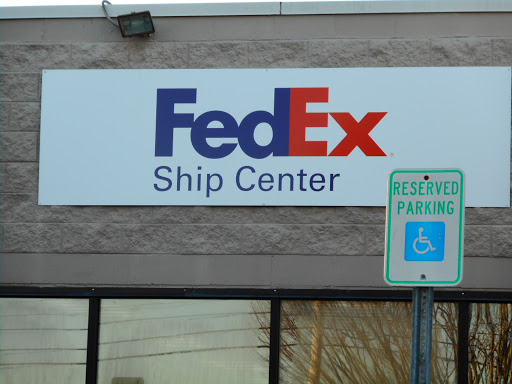 FedEx
Ship Center
RESERVED
PARKING